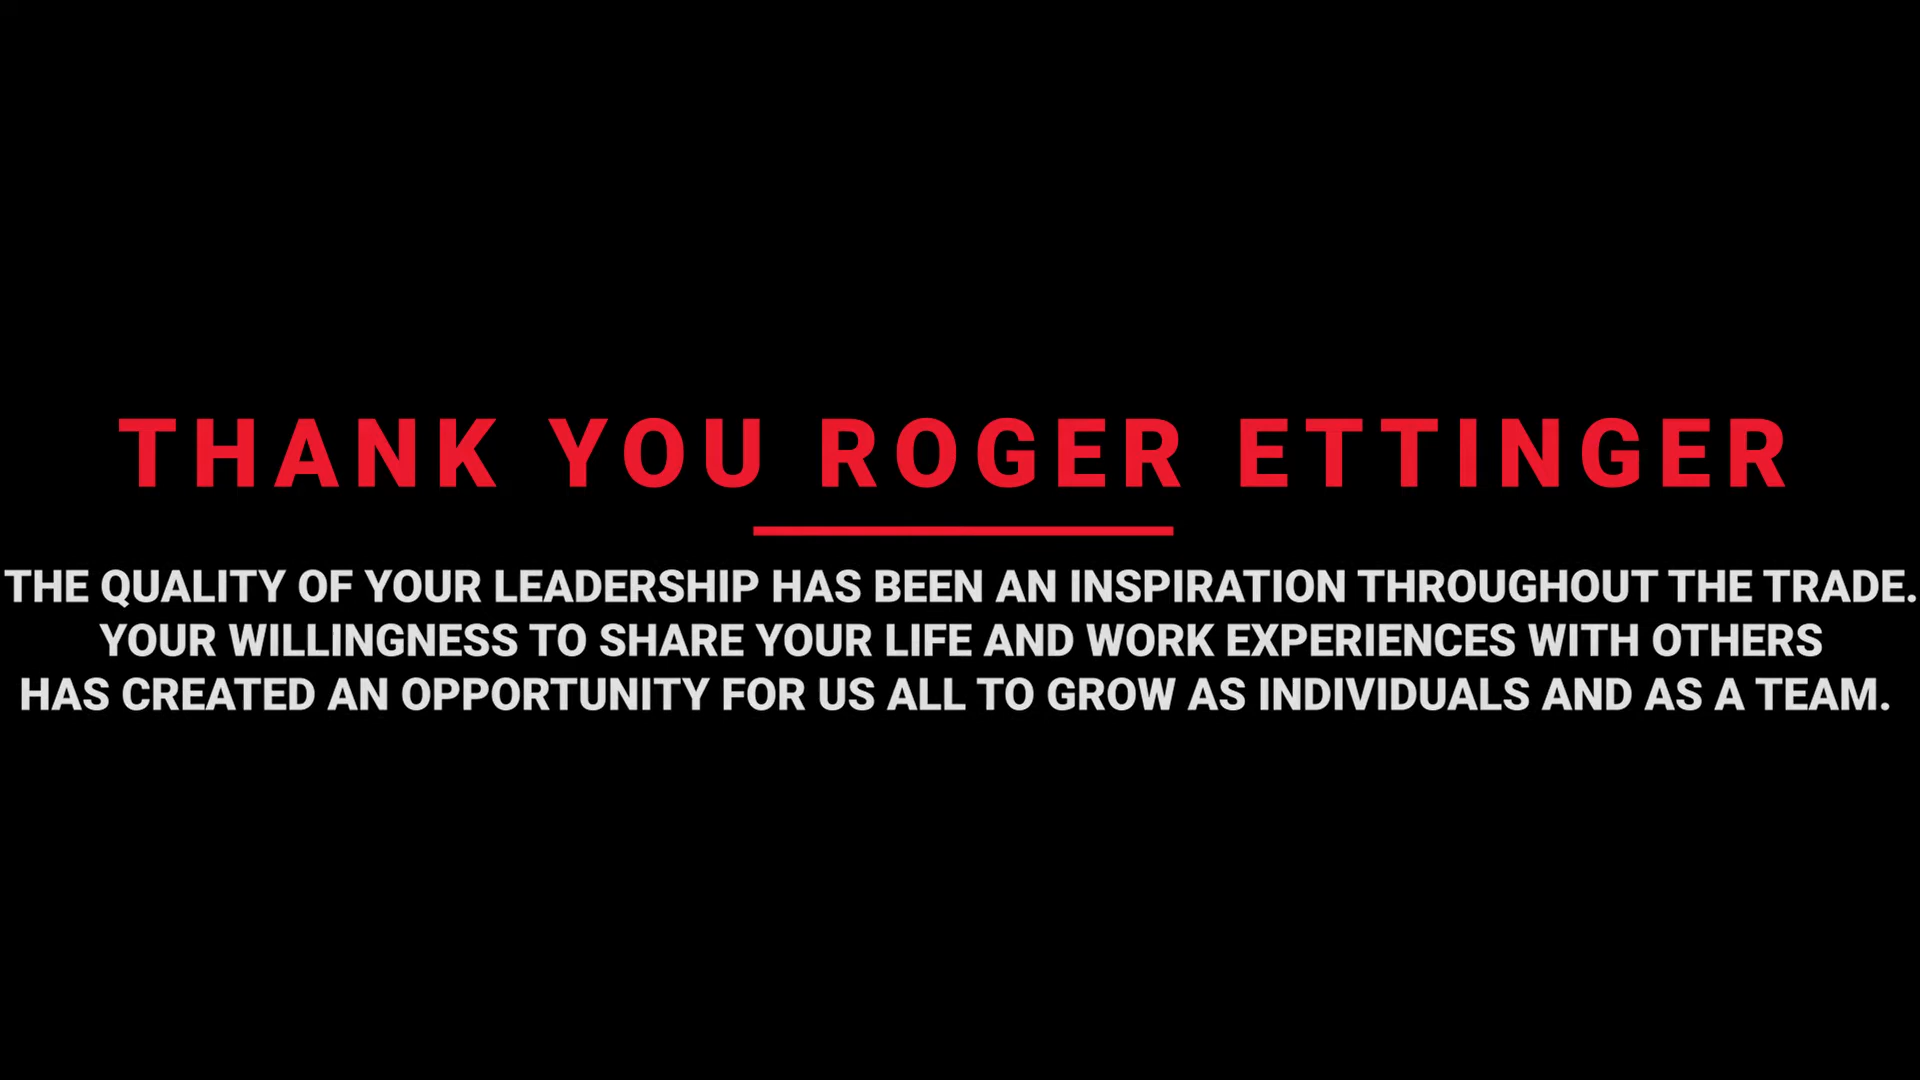 THANK YOU ROGER ETTINGER
THE QUALITY OF YOUR LEADERSHIP HAS BEEN AN INSPIRATION THROUGHOUT THE TRADE.
YOUR WILLINGNESS TO SHARE YOUR LIFE AND WORK EXPERIENCES WITH OTHERS
HAS CREATED AN OPPORTUNITY FOR US ALL TO GROW AS INDIVIDUALS AND AS A TEAM.